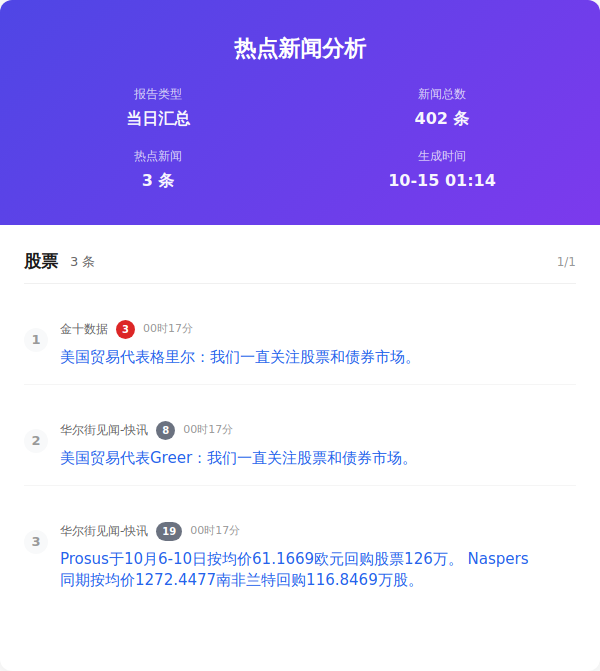 热点新闻分析
报告类型
当日汇总
新闻总数
402 条
热点新闻
3 条
生成时间
10-15 01:14
股票 3 条 1/1
1
金十数据 3 00时17分
美国贸易代表格里尔：我们一直关注股票和债券市场。
2
华尔街见闻-快讯 8 00时17分
美国贸易代表Greer：我们一直关注股票和债券市场。
3
华尔街见闻-快讯 19 00时17分
Prosus于10月6-10日按均价61.1669欧元回购股票126万。 Naspers
同期按均价1272.4477南非兰特回购116.8469万股。